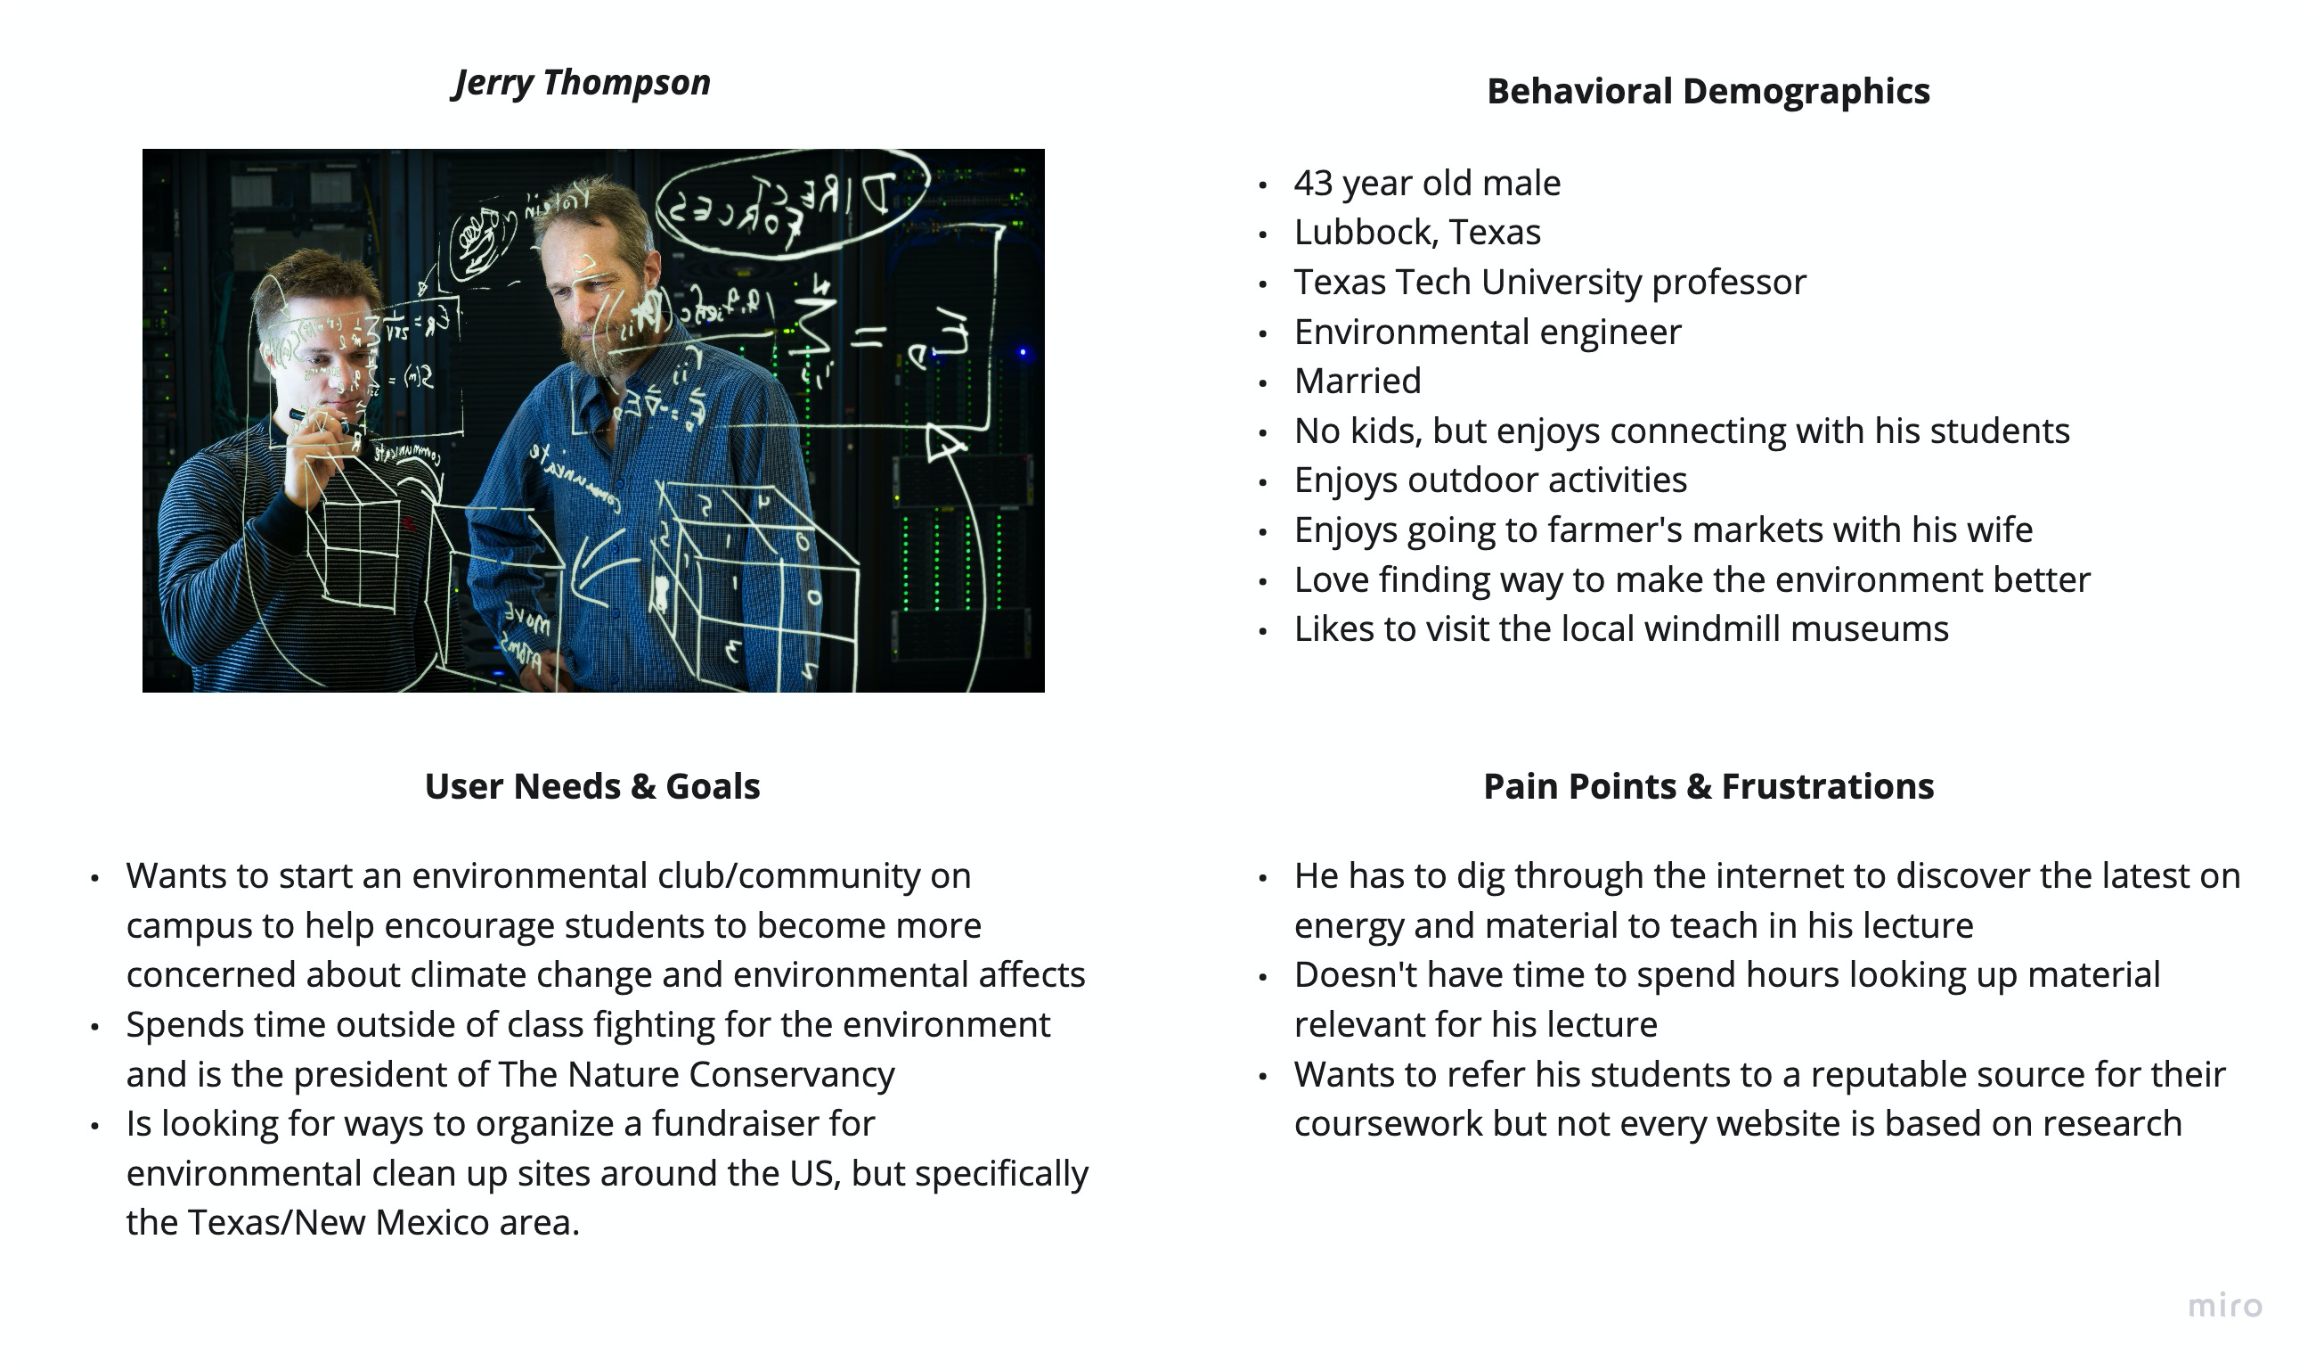 Jerry Thompson
DIRECT
FORCES
Protein
communicate
communicate
MOVE
Atoms
Behavioral Demographics
• 43 year old male
• Lubbock, Texas
• Texas Tech University professor
• Environmental engineer
• Married
• No kids, but enjoys connecting with his students
• Enjoys outdoor activities
• Enjoys going to farmer's markets with his wife
• Love finding way to make the environment better
• Likes to visit the local windmill museums
User Needs & Goals
• Wants to start an environmental club/community on
campus to help encourage students to become more
concerned about climate change and environmental affects
• Spends time outside of class fighting for the environment
and is the president of The Nature Conservancy
• Is looking for ways to organize a fundraiser for
environmental clean up sites around the US, but specifically
the Texas/New Mexico area.
Pain Points & Frustrations
• He has to dig through the internet to discover the latest on
energy and material to teach in his lecture
• Doesn't have time to spend hours looking up material
relevant for his lecture
• Wants to refer his students to a reputable source for their
coursework but not every website is based on research
miro